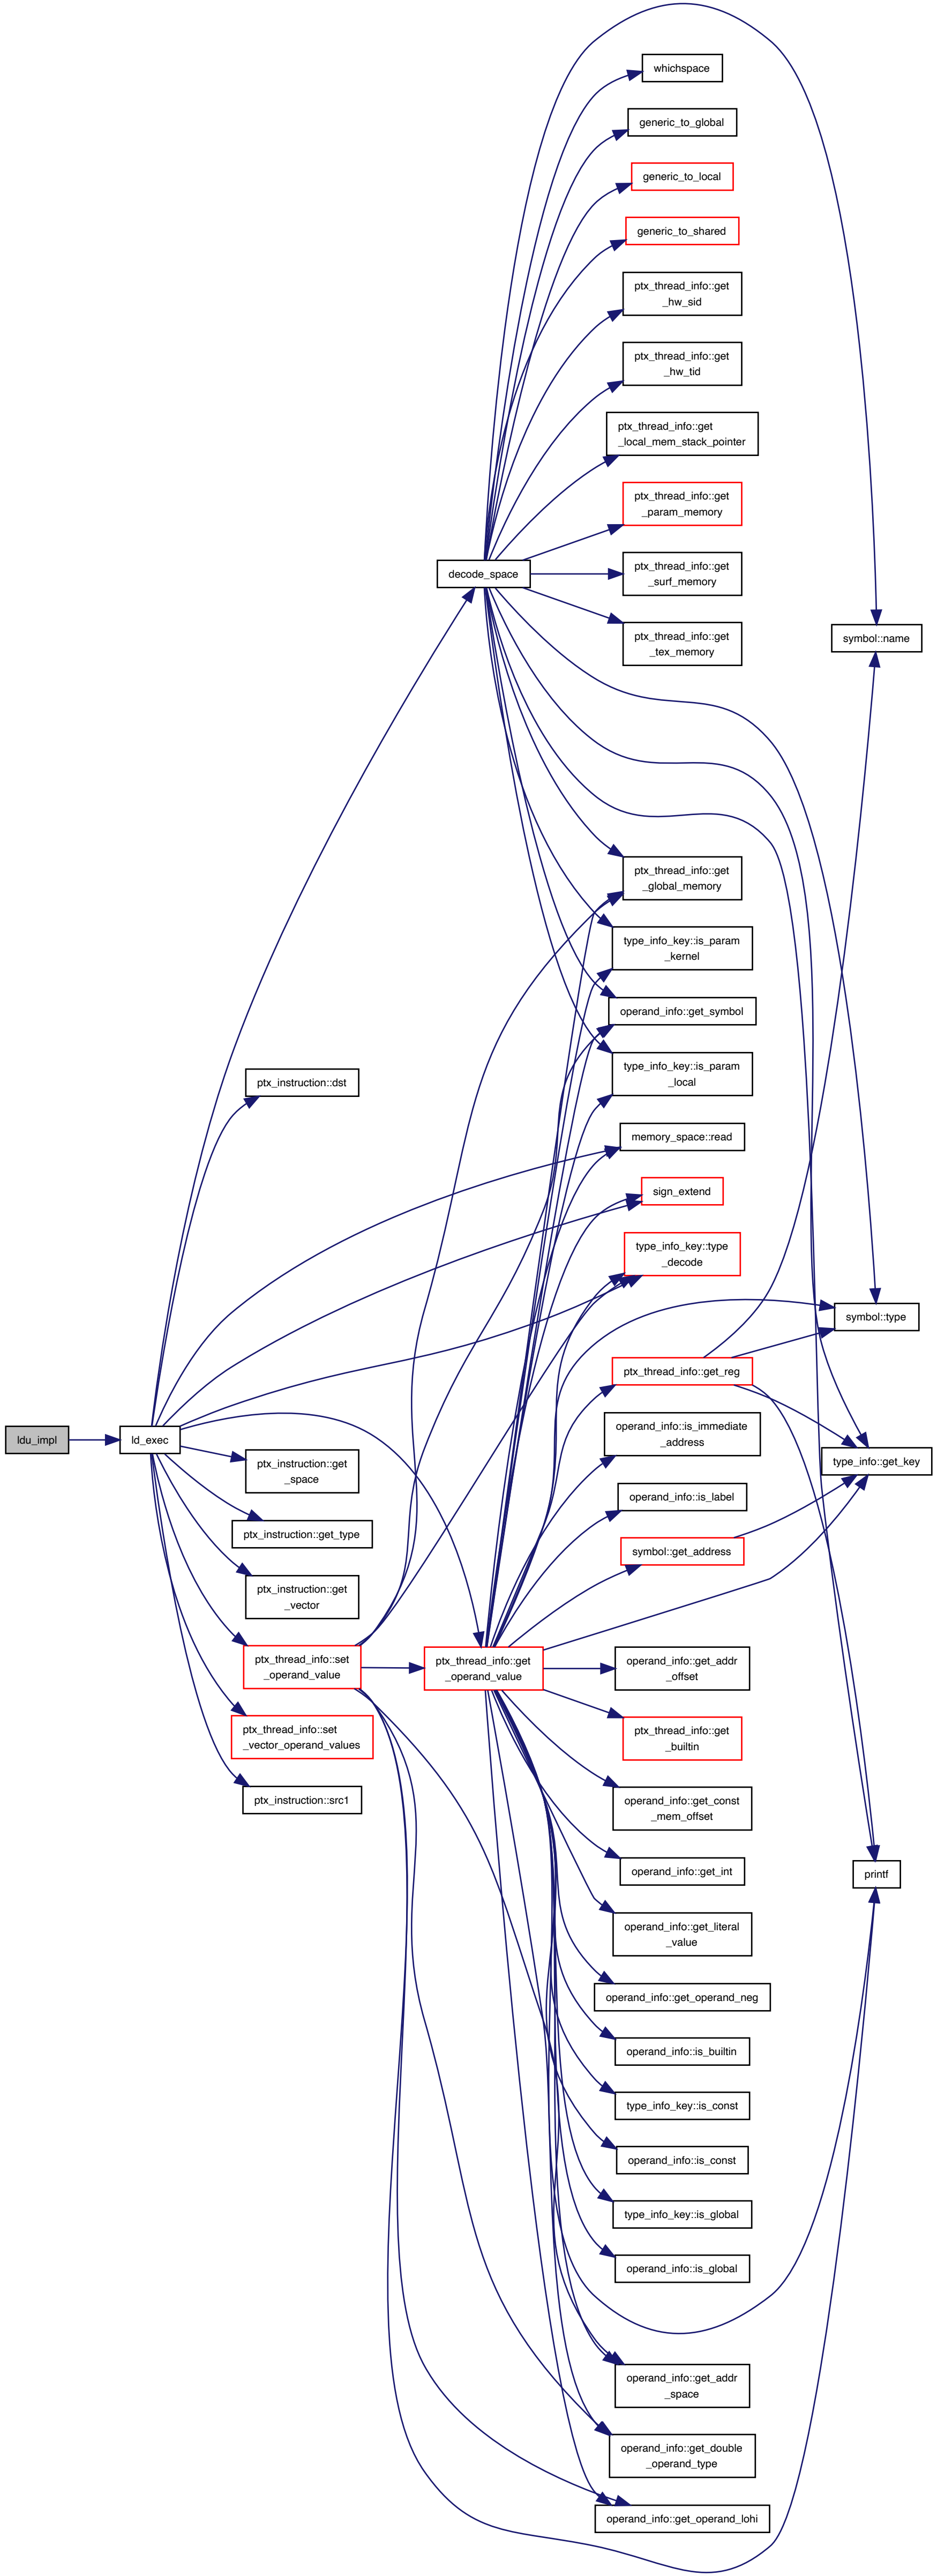 whichspace
generic_to_global
generic_to_local
generic_to_shared
ptx_thread_info::get
_hw_sid
ptx_thread_info::get
_hw_tid
ptx_thread_info::get
_local_mem_stack_pointer
ptx_thread_info::get
_param_memory
decode_space
ptx_thread_info::get
_surf_memory
ptx_thread_info::get
_tex_memory
symbol::name
ptx_thread_info::get
_global_memory
type_info_key::is_param
_kernel
operand_info::get_symbol
type_info_key::is_param
_local
ptx_instruction::dst
memory_space::read
sign_extend
type_info_key::type
_decode
symbol::type
ptx_thread_info::get_reg
operand_info::is_immediate
_address
ldu_impl
ld_exec
type_info::get_key
ptx_instruction::get
_space
operand_info::is_label
ptx_instruction::get_type
symbol::get_address
ptx_instruction::get
_vector
ptx_thread_info::set
_operand_value
ptx_thread_info::get
_operand_value
operand_info::get_addr
_offset
ptx_thread_info::set
_vector_operand_values
ptx_thread_info::get
_builtin
ptx_instruction::src1
operand_info::get_const
_mem_offset
operand_info::get_int
printf
operand_info::get_literal
_value
operand_info::get_operand_neg
operand_info::is_builtin
type_info_key::is_const
operand_info::is_const
type_info_key::is_global
operand_info::is_global
operand_info::get_addr
_space
operand_info::get_double
_operand_type
operand_info::get_operand_lohi